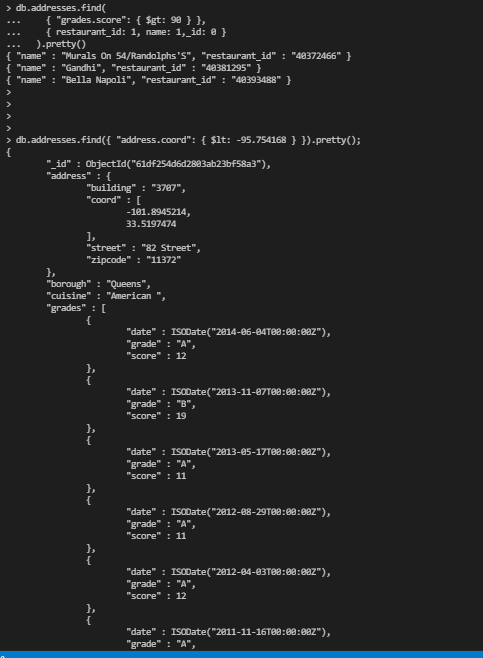 > db.addresses.find(
...     { "grades.score": { $gt: 90 } },
...     { restaurant_id: 1, name: 1,_id: 0 }
...   ).pretty()
{ "name" : "Murals On 54/Randolphs'S", "restaurant_id" : "40372466" }
{ "name" : "Gandhi", "restaurant_id" : "40381295" }
{ "name" : "Bella Napoli", "restaurant_id" : "40393488" }
>
>
>
>
> db.addresses.find({ "address.coord": { $lt: -95.754168 } }).pretty();
{
        "_id" : ObjectId("61df254d6d2803ab23bf58a3"),
        "address" : {
                "building" : "3707",
                "coord" : [
                        -101.8945214,
                        33.5197474
                ],
                "street" : "82 Street",
                "zipcode" : "11372"
        },
        "borough" : "Queens",
        "cuisine" : "American ",
        "grades" : [
                {
                        "date" : ISODate("2014-06-04T00:00:00Z"),
                        "grade" : "A",
                        "score" : 12
                },
                {
                        "date" : ISODate("2013-11-07T00:00:00Z"),
                        "grade" : "B",
                        "score" : 19
                },
                {
                        "date" : ISODate("2013-05-17T00:00:00Z"),
                        "grade" : "A",
                        "score" : 11
                },
                {
                        "date" : ISODate("2012-08-29T00:00:00Z"),
                        "grade" : "A",
                        "score" : 11
                },
                {
                        "date" : ISODate("2012-04-03T00:00:00Z"),
                        "grade" : "A",
                        "score" : 12
                },
                {
                        "date" : ISODate("2011-11-16T00:00:00Z"),
                        "grade" : "A",